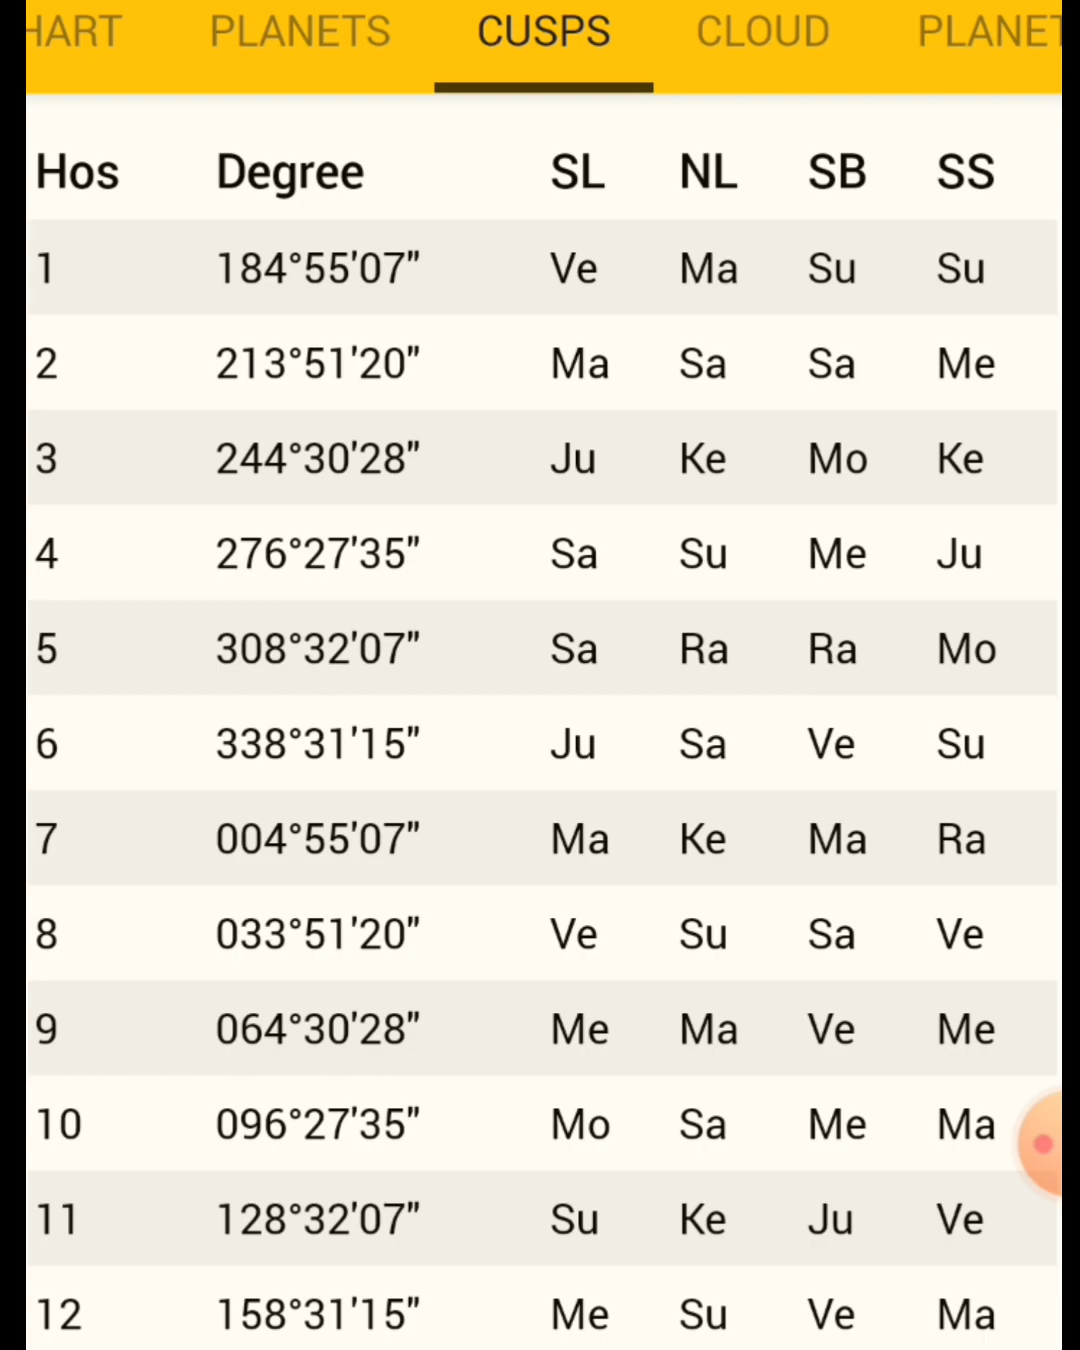 HART PLANETS CUSPS CLOUD PLANET
Hos Degree SL NL SB SS
1 184°55'07" Ve Ma Su Su
2 213°51'20" Ma Sa Sa Me
3 244°30'28" Ju Ke Mo Ke
4 276°27'35" Sa Su Me Ju
5 308°32'07" Sa Ra Ra Mo
6 338°31'15" Ju Sa Ve Su
7 004°55'07" Ma Ke Ma Ra
8 033°51'20" Ve Su Sa Ve
9 064°30'28" Me Ma Ve Me
10 096°27'35" Mo Sa Me Ma
11 128°32'07" Su Ke Ju Ve
12 158°31'15" Me Su Ve Ma